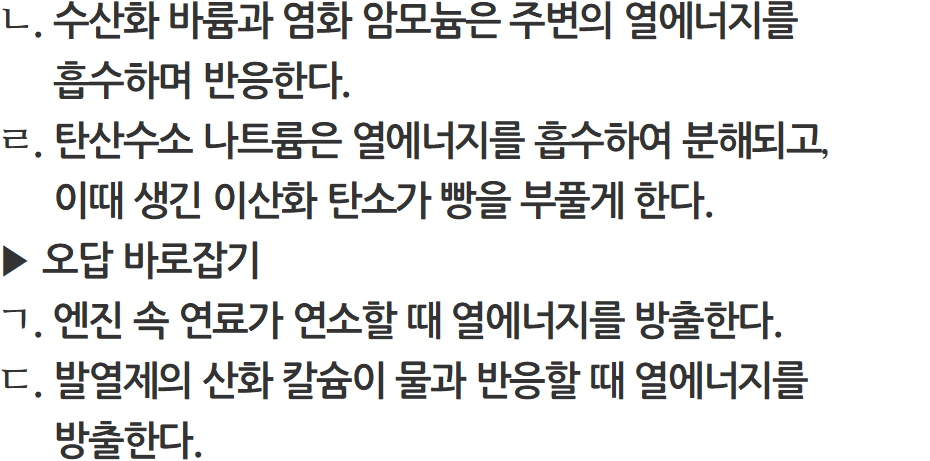 ㄴ. 수산화 바륨과 염화 암모늄은 주변의 열에너지를
흡수하며 반응한다.
ㄹ. 탄산수소 나트륨은 열에너지를 흡수하여 분해되고,
이때 생긴 이산화 탄소가 빵을 부풀게 한다.
▶ 오답 바로잡기
ㄱ. 엔진 속 연료가 연소할 때 열에너지를 방출한다.
ㄷ. 발열제의 산화 칼슘이 물과 반응할 때 열에너지를
방출한다.